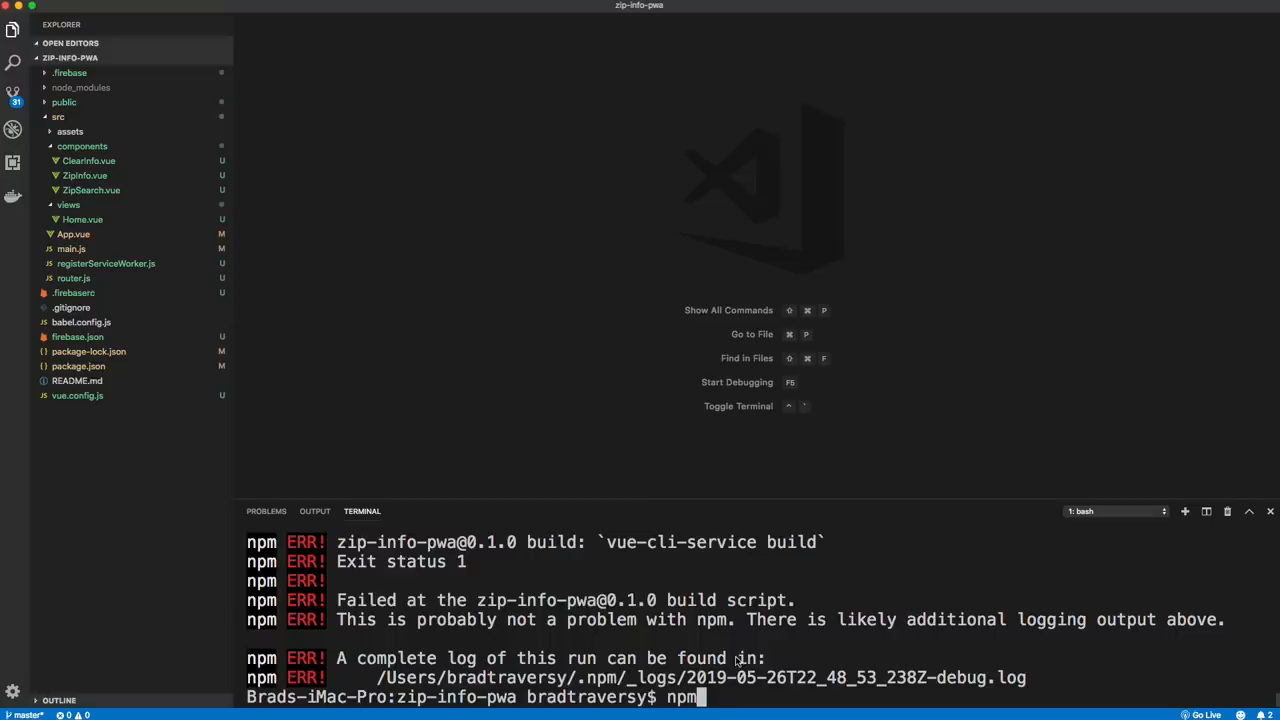 zip-info-pwa
EXPLORER
OPEN EDITORS
ZIP-INFO-PWA
.firebase
node_modules
public
src
assets
components
ClearInfo.vue U
ZipInfo.vue U
ZipSearch.vue U
views
Home.vue U
App.vue M
main.js M
registerServiceWorker.js U
router.js U
.firebaserc U
.gitignore
babel.config.js
firebase.json U
package-lock.json M
package.json M
README.md
vue.config.js U
OUTLINE
31
Show All Commands ⇧ ⌘ P
Go to File ⌘ P
Find in Files ⇧ ⌘ F
Start Debugging F5
Toggle Terminal ^ `
PROBLEMS OUTPUT TERMINAL 1: bash
npm ERR! zip-info-pwa@0.1.0 build: `vue-cli-service build`
npm ERR! Exit status 1
npm ERR!
npm ERR! Failed at the zip-info-pwa@0.1.0 build script.
npm ERR! This is probably not a problem with npm. There is likely additional logging output above.
npm ERR! A complete log of this run can be found in:
npm ERR! /Users/bradtraversy/.npm/_logs/2019-05-26T22_48_53_238Z-debug.log
Brads-iMac-Pro:zip-info-pwa bradtraversy$ npm
master* 0 0 Go Live 2